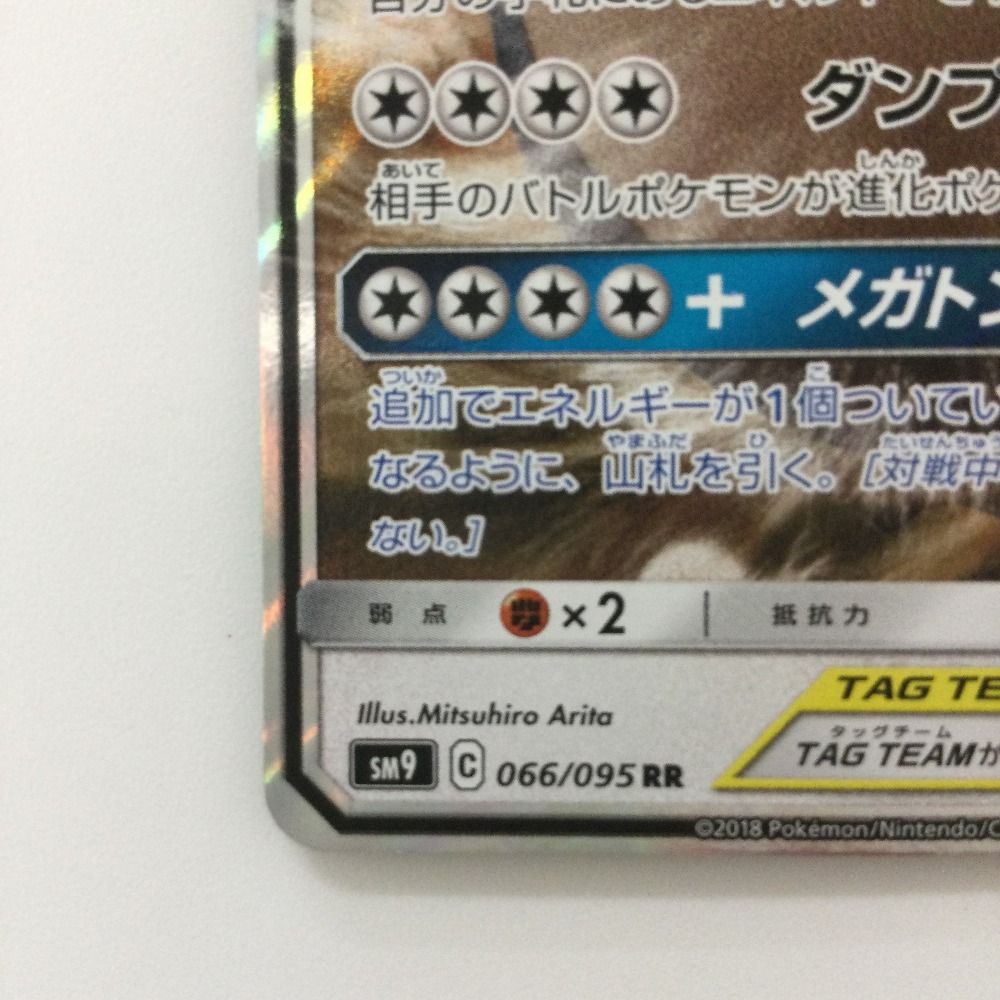 ダンプ
あいて しんか
相手のバトルポケモンが進化ポケ
+ メガトン
ついか こ
追加でエネルギーが1個ついてい
やまふだ ひ たいせんちゅう
なるように、山札を引く。[対戦中
ない。]
弱点 ×2 抵抗力
TAG TE
Illus.Mitsuhiro Arita
タッグチーム
TAG TEAMが
SM9 C 066/095 RR
©2018 Pokémon/Nintendo/C